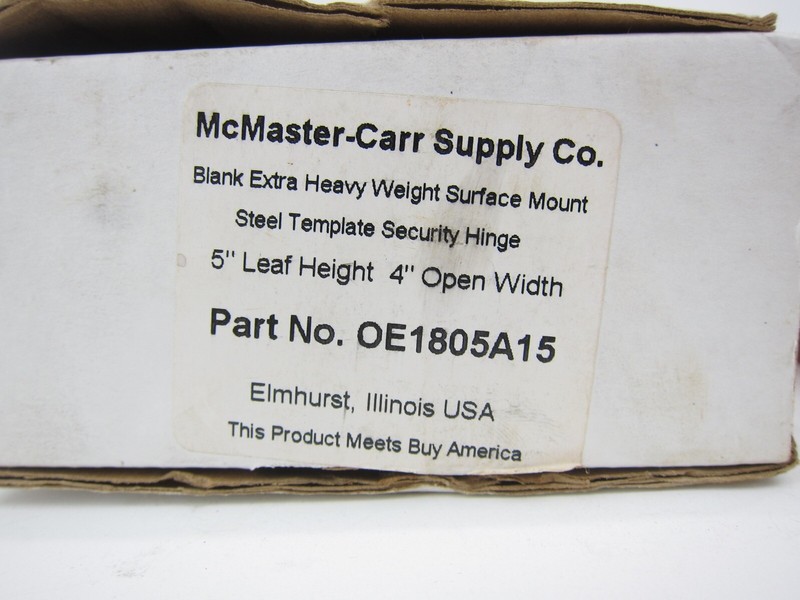 McMaster-Carr Supply Co.
Blank Extra Heavy Weight Surface Mount
Steel Template Security Hinge
5" Leaf Height 4" Open Width
Part No. OE1805A15
Elmhurst, Illinois USA
This Product Meets Buy America